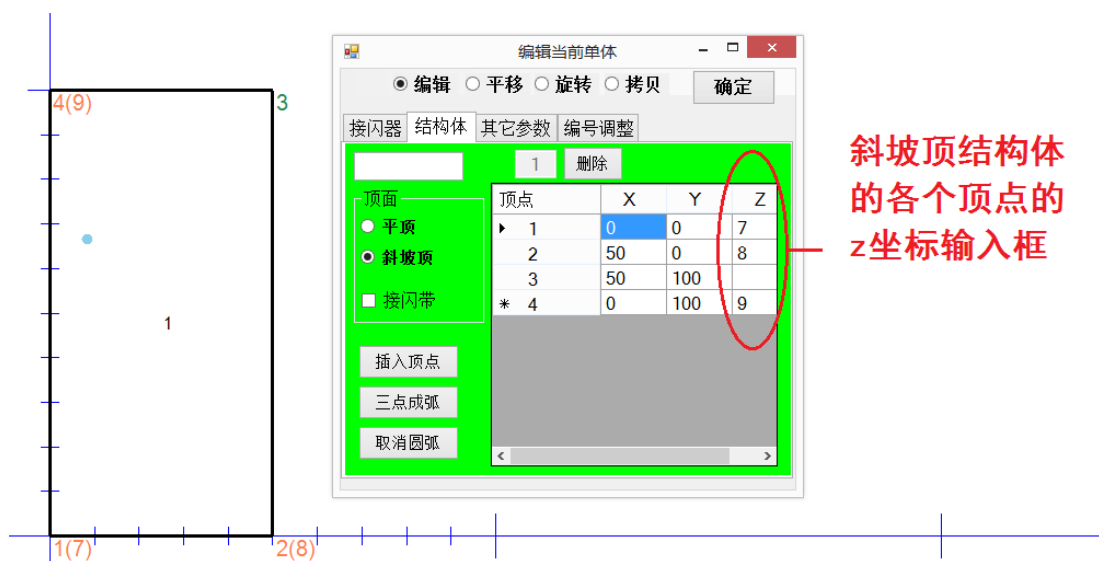 编辑当前单体
编辑 平移 旋转 拷贝 确定
4(9)
3
接闪器 结构体 其它参数 编号调整
1 删除
顶面
平顶
斜坡顶
接闪带
顶点 X Y Z
1 0 0 7
2 50 0 8
3 50 100
* 4 0 100 9
斜坡顶结构体
的各个顶点的
z坐标输入框
1
插入顶点
三点成弧
取消圆弧
1(7)
2(8)